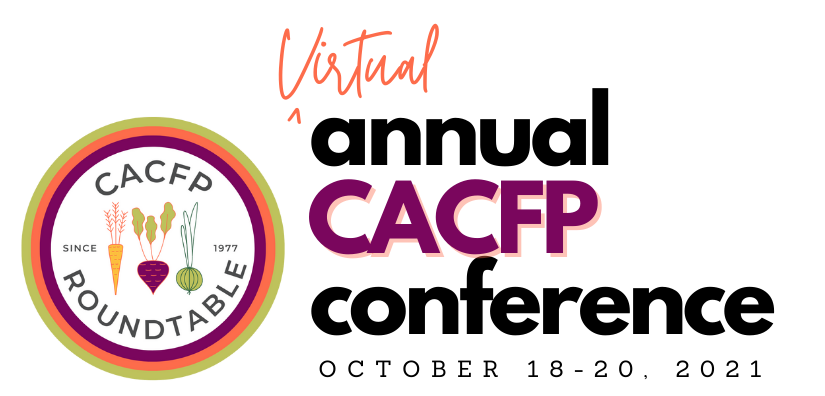 CACFP
SINCE 1977
ROUNDTABLE
Virtual
^ annual
CACFP
conference
OCTOBER 18-20, 2021